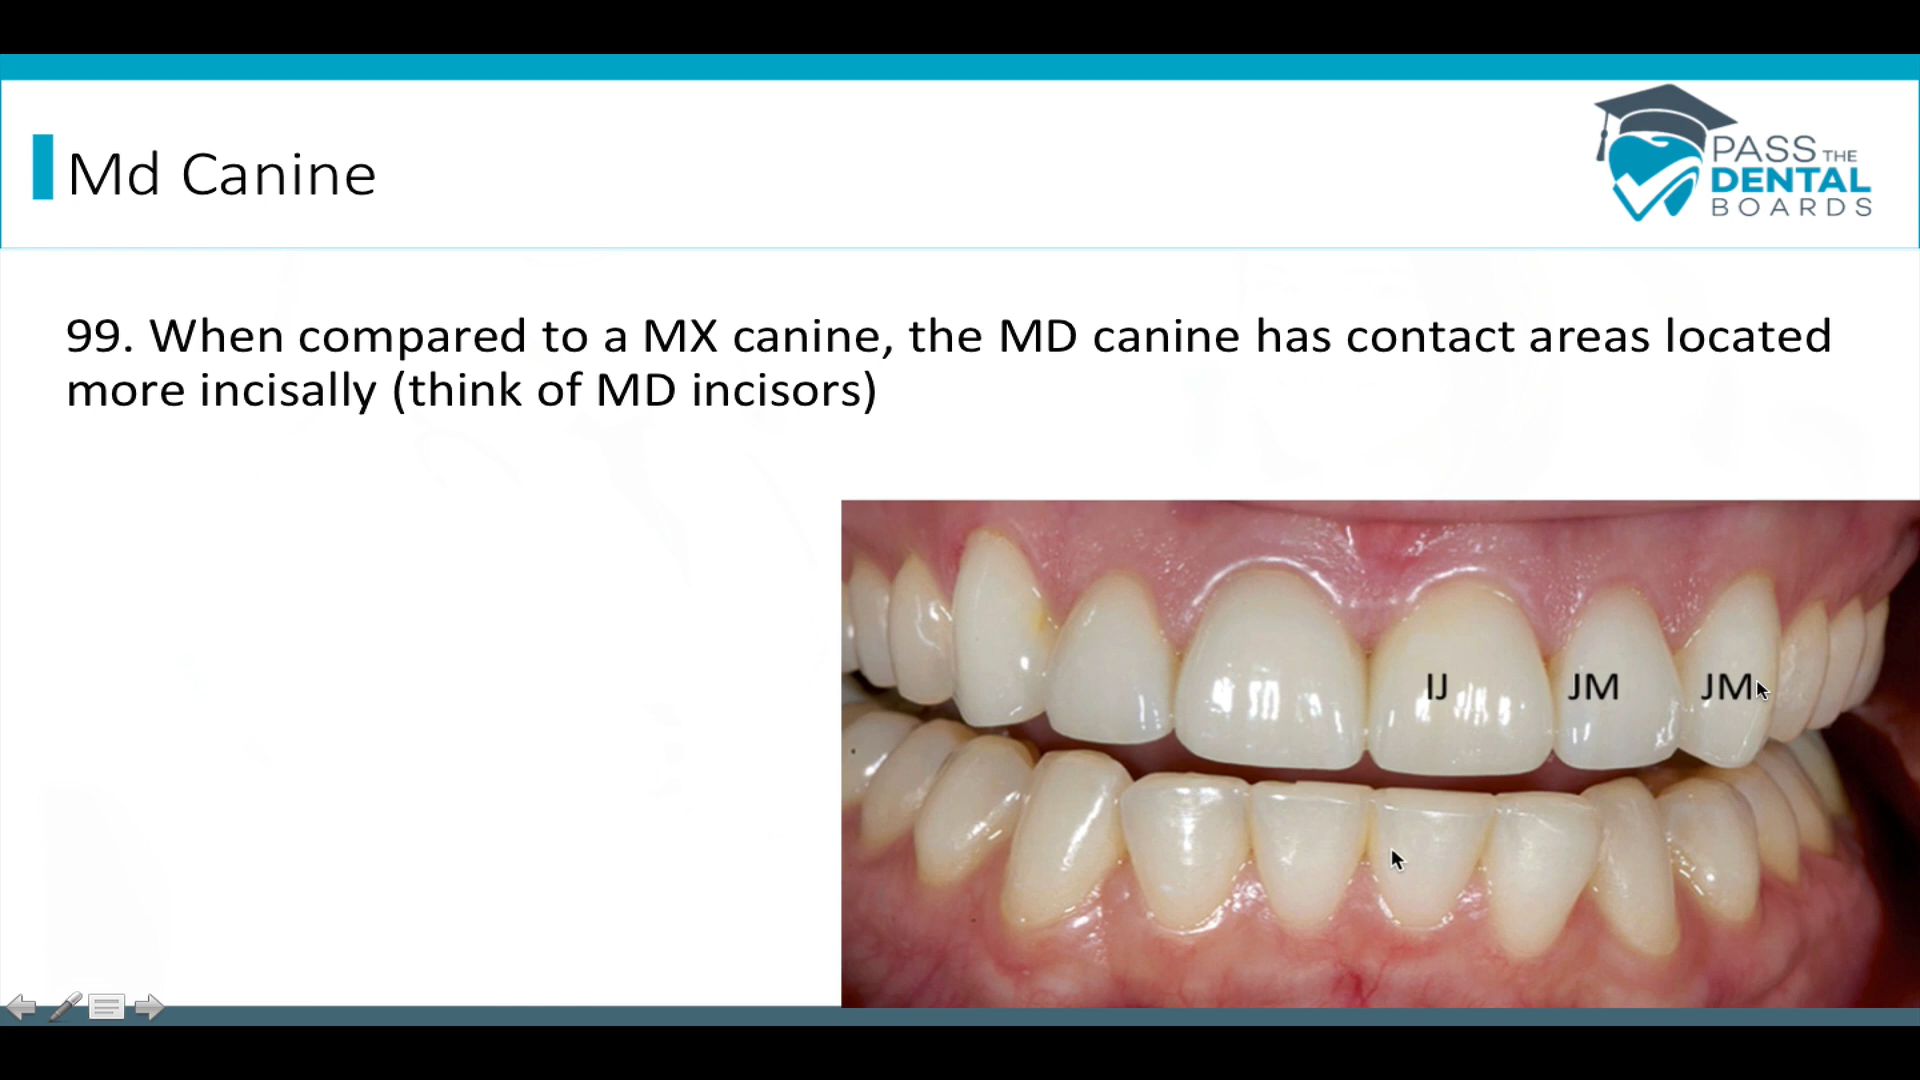 Md Canine
PASS THE
DENTAL
BOARDS
99. When compared to a MX canine, the MD canine has contact areas located
more incisally (think of MD incisors)
IJ JM JM